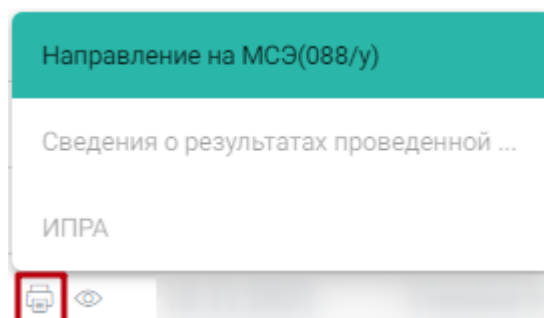 Направление на МСЭ(088/у)
Сведения о результатах проведенной ...
ИПРА